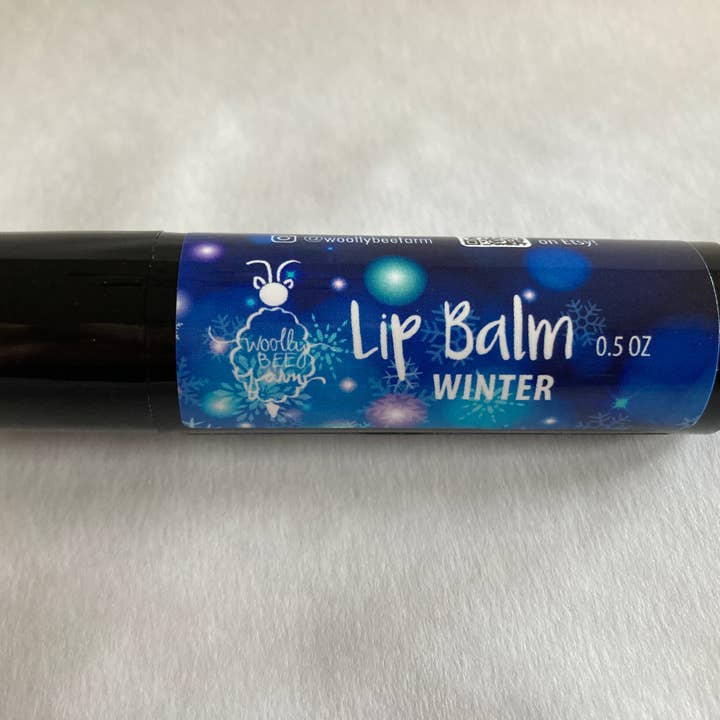 @woollybeefarm
on Etsy!
woolly
BEE
farm
Lip Balm 0.5 OZ
WINTER